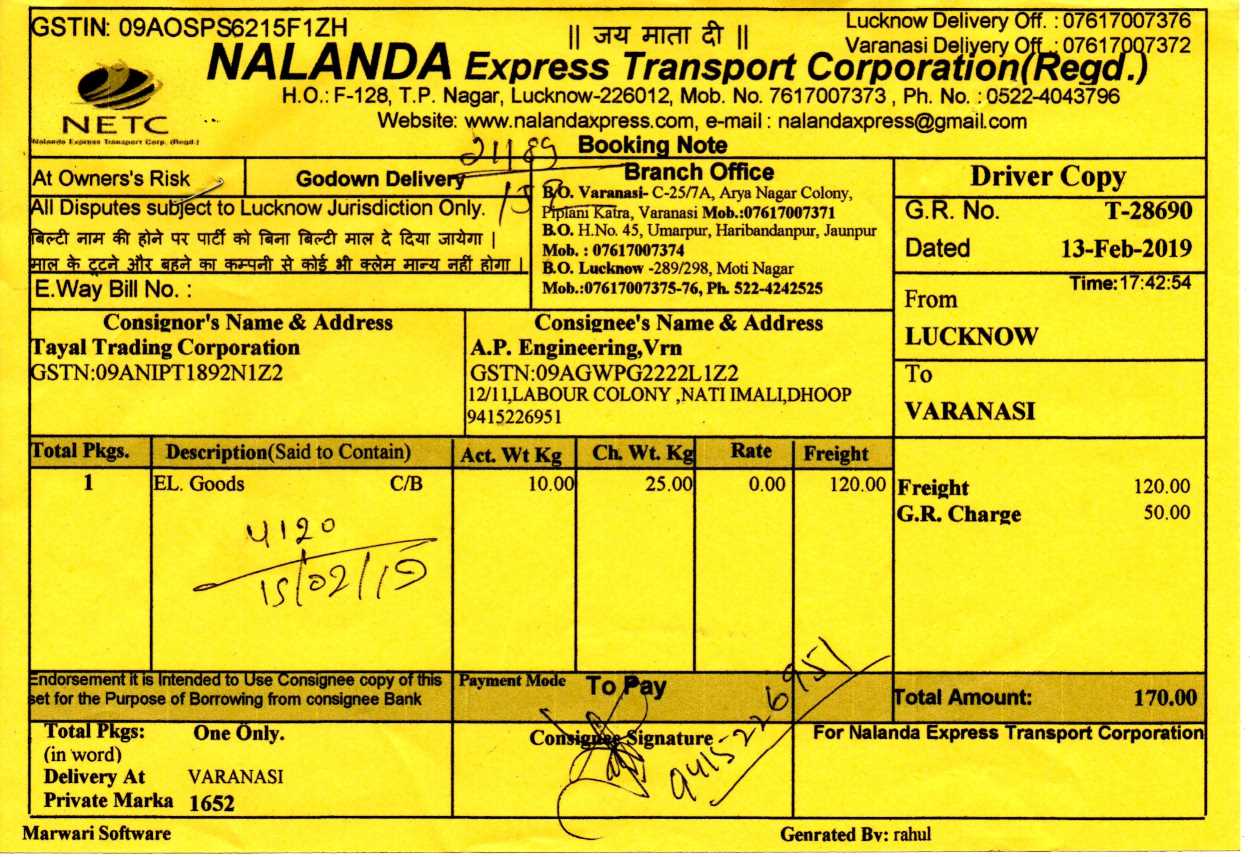 GSTIN: 09AOSPS6215F1ZH
|| जय माता दी ||
Lucknow Delivery Off. : 07617007376
Varanasi Delivery Off. : 07617007372
NALANDA Express Transport Corporation(Regd.)
H.O.: F-128, T.P. Nagar, Lucknow-226012, Mob. No. 7617007373 , Ph. No. : 0522-4043796
Website: www.nalandaxpress.com, e-mail : nalandaxpress@gmail.com
NETC
Nalanda Express Transport Corp. (Regd.)
Booking Note
21189
At Owners's Risk
Godown Delivery
All Disputes subject to Lucknow Jurisdiction Only.
बिल्टी नाम की होने पर पार्टी को बिना बिल्टी माल दे दिया जायेगा |
माल के टूटने और बहने का कम्पनी से कोई भी क्लेम मान्य नहीं होगा |
E.Way Bill No. :
Branch Office
B.O. Varanasi- C-25/7A, Arya Nagar Colony,
Piplani Katra, Varanasi Mob.:07617007371
B.O. H.No. 45, Umarpur, Haribandanpur, Jaunpur
Mob. : 07617007374
B.O. Lucknow -289/298, Moti Nagar
Mob.:07617007375-76, Ph. 522-4242525
Driver Copy
G.R. No. T-28690
Dated 13-Feb-2019
Time:17:42:54
From
LUCKNOW
To
VARANASI
Consignor's Name & Address
Tayal Trading Corporation
GSTN:09ANIPT1892N1Z2
Consignee's Name & Address
A.P. Engineering,Vrn
GSTN:09AGWPG2222L1Z2
12/11,LABOUR COLONY ,NATI IMALI,DHOOP
9415226951
Total Pkgs. Description(Said to Contain) Act. Wt Kg Ch. Wt. Kg Rate Freight
1 EL. Goods C/B 10.00 25.00 0.00 120.00
4120
15/02/19
Freight 120.00
G.R. Charge 50.00
Endorsement it is Intended to Use Consignee copy of this
set for the Purpose of Borrowing from consignee Bank
Payment Mode To Pay
Total Amount: 170.00
Total Pkgs: One Only.
(in word)
Delivery At VARANASI
Private Marka 1652
Consignee Signature
9415226951
For Nalanda Express Transport Corporation
Marwari Software
Genrated By: rahul